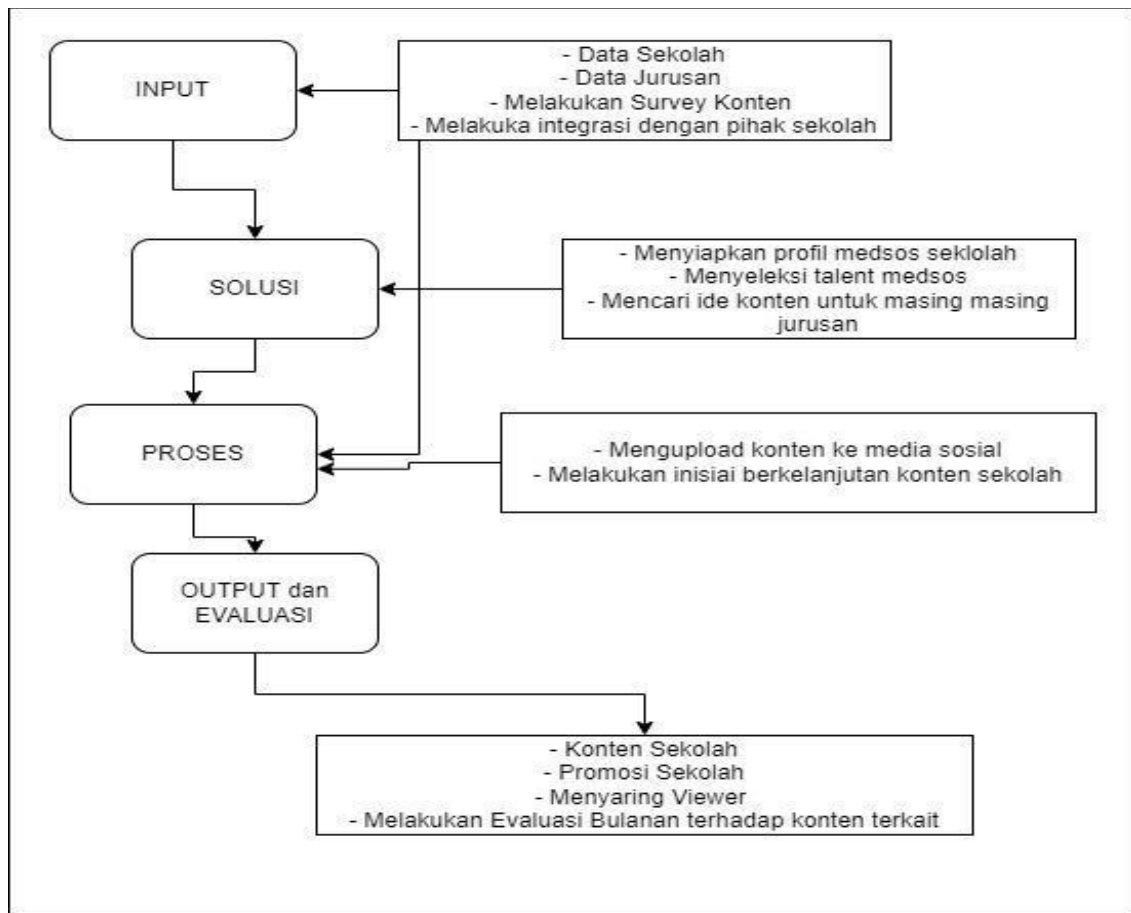 INPUT
- Data Sekolah
- Data Jurusan
- Melakukan Survey Konten
- Melakuka integrasi dengan pihak sekolah
SOLUSI
- Menyiapkan profil medsos seklolah
- Menyeleksi talent medsos
- Mencari ide konten untuk masing masing
jurusan
PROSES
- Mengupload konten ke media sosial
- Melakukan inisiai berkelanjutan konten sekolah
OUTPUT dan
EVALUASI
- Konten Sekolah
- Promosi Sekolah
- Menyaring Viewer
- Melakukan Evaluasi Bulanan terhadap konten terkait